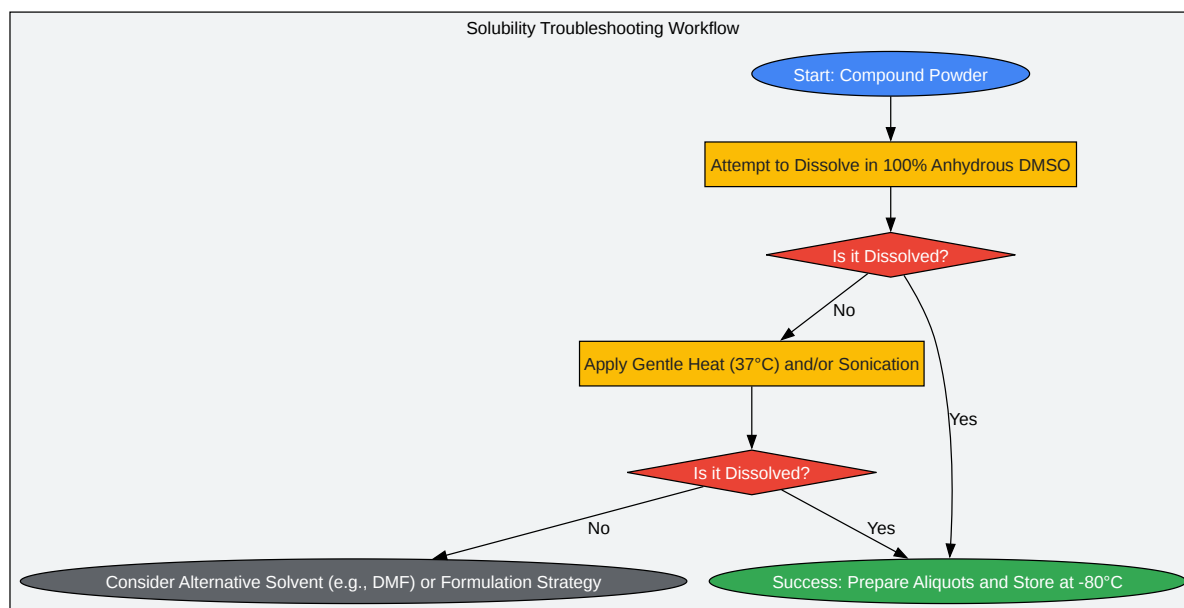 Solubility Troubleshooting Workflow
Start: Compound Powder
Attempt to Dissolve in 100% Anhydrous DMSO
Is it Dissolved?
No
Apply Gentle Heat (37°C) and/or Sonication
Yes
Is it Dissolved?
No
Yes
Consider Alternative Solvent (e.g., DMF) or Formulation Strategy
Success: Prepare Aliquots and Store at -80°C